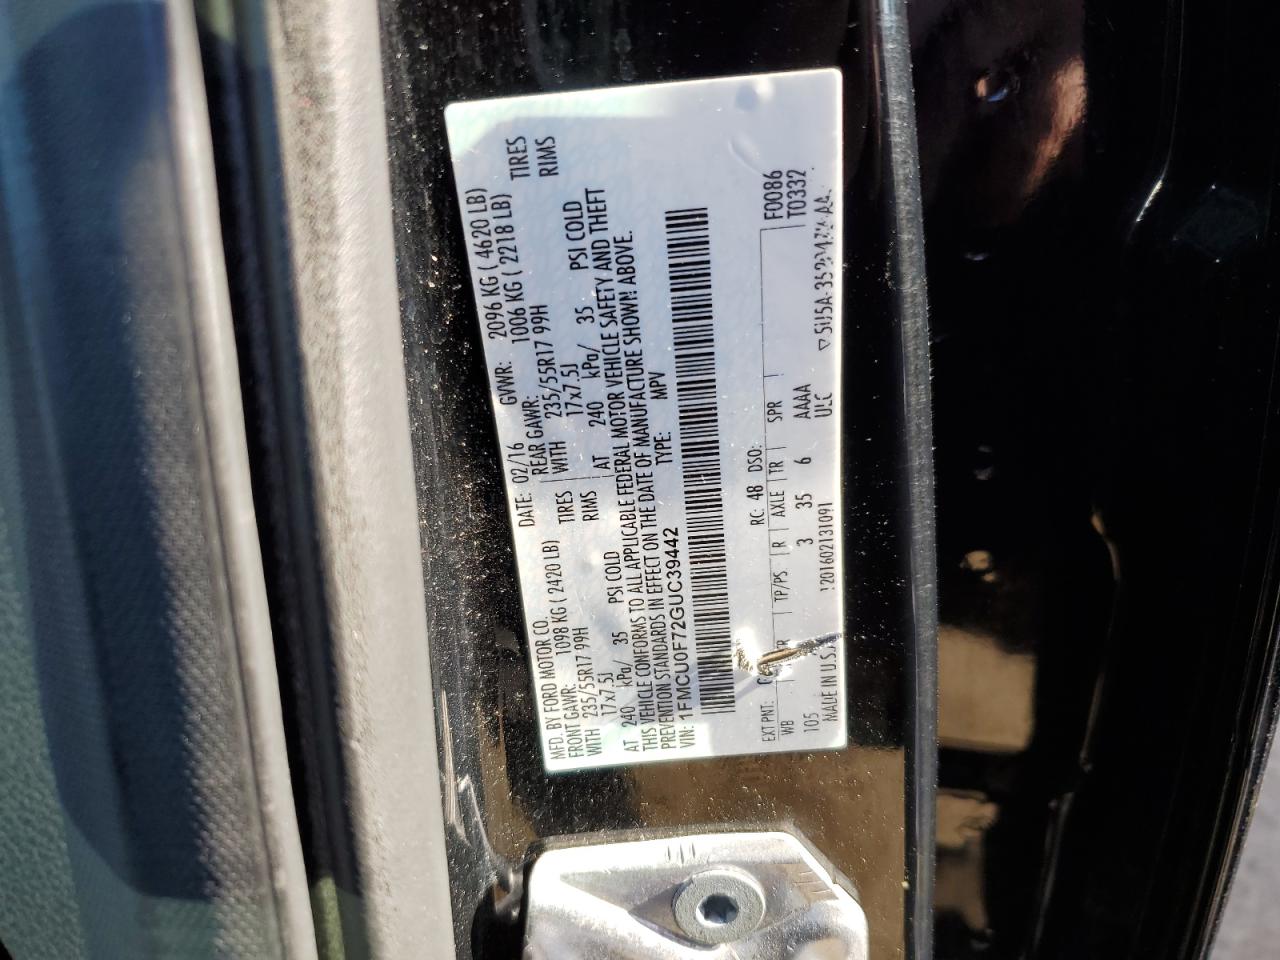 MFD. BY FORD MOTOR CO. DATE: 02/16 GVWR: 2096 KG ( 4620 LB)
FRONT GAWR: 1098 KG ( 2420 LB) REAR GAWR: 1006 KG ( 2218 LB)
WITH 235/55R17 99H TIRES WITH 235/55R17 99H TIRES
17x7.5J RIMS 17x7.5J RIMS
AT 240 kPa/ 35 PSI COLD AT 240 kPa/ 35 PSI COLD
THIS VEHICLE CONFORMS TO ALL APPLICABLE FEDERAL MOTOR VEHICLE SAFETY AND THEFT
PREVENTION STANDARDS IN EFFECT ON THE DATE OF MANUFACTURE SHOWN ABOVE.
VIN: 1FMCU0F72GUC39442 TYPE: MPV
EXT PNT: RC: 48 DSO: F0086
WB TP/PS R AXLE TR SPR T0332
105 3 35 6 AAAA
MADE IN U.S.A. 1201602131091 ULC